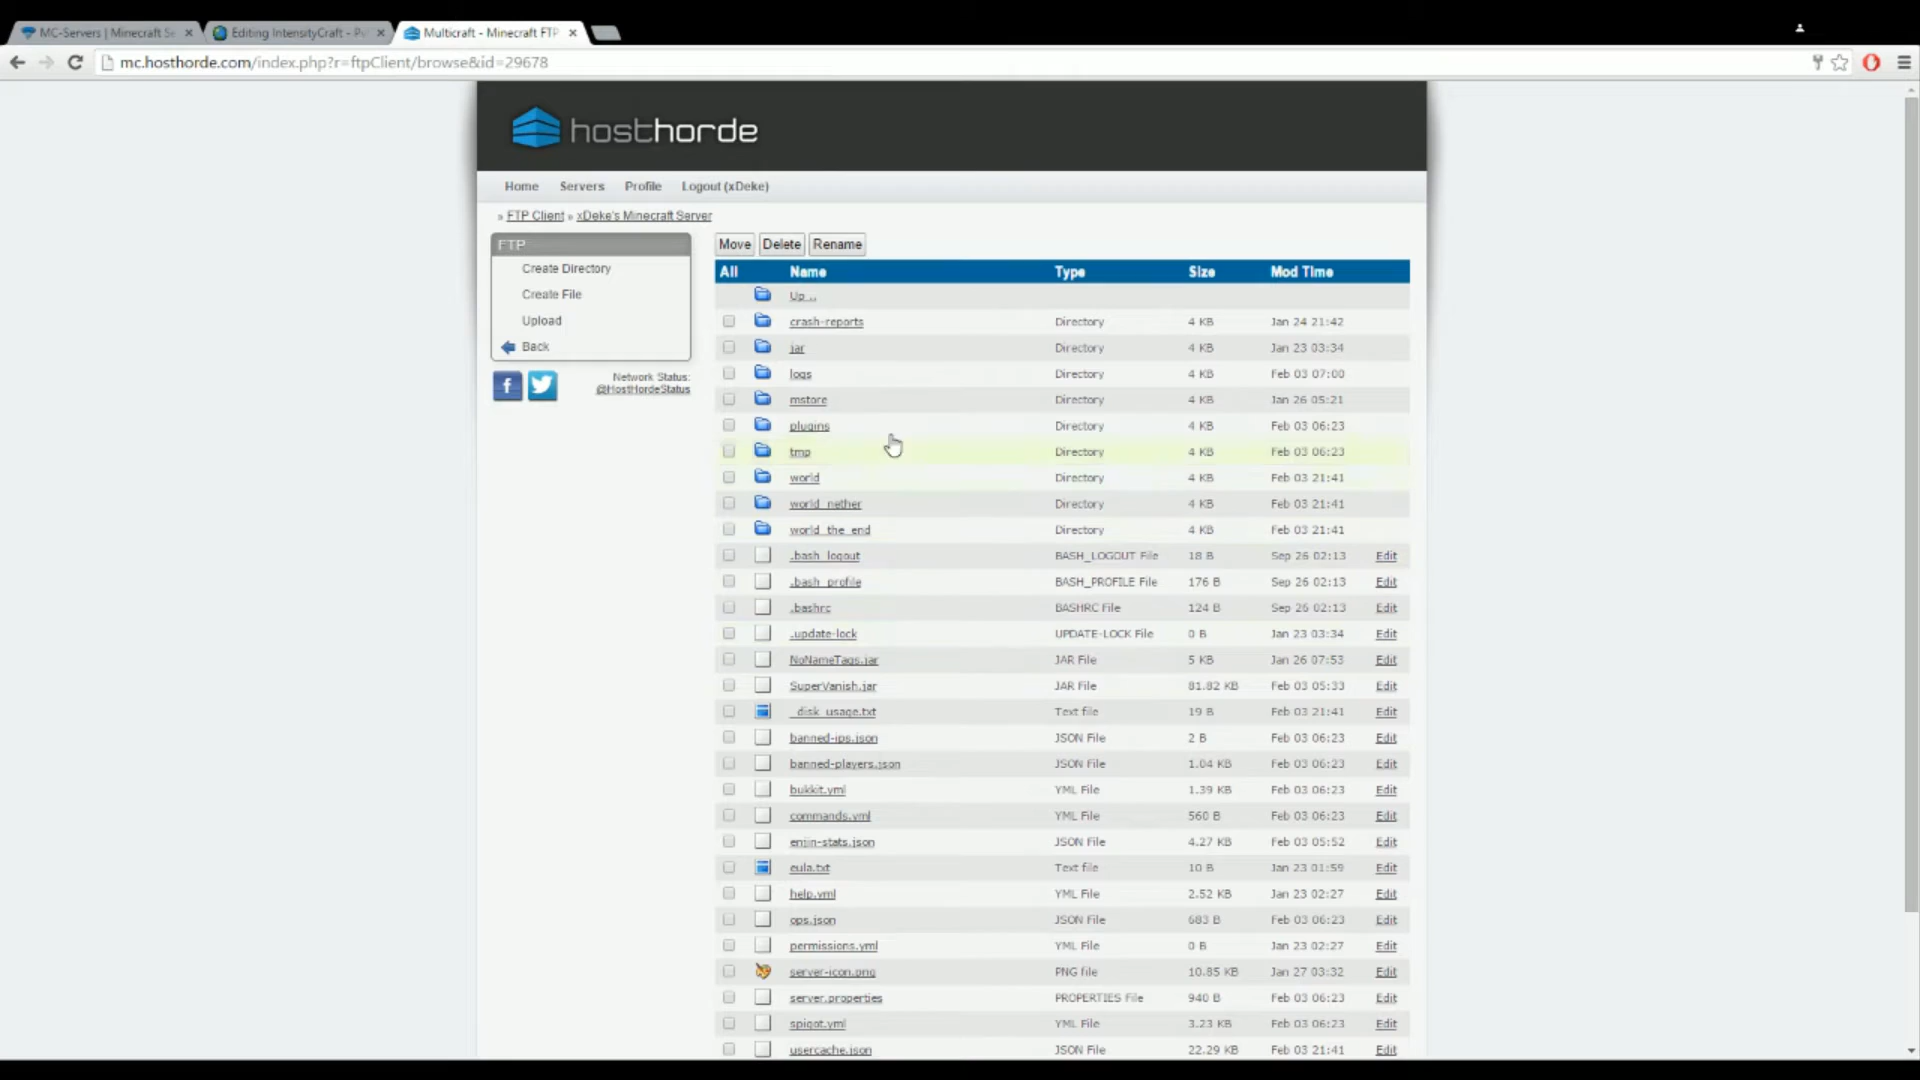 MC-Servers | Minecraft Se
Editing IntensityCraft - Pv
Multicraft - Minecraft FTP
mc.hosthorde.com/index.php?r=ftpClient/browse&id=29678
hosthorde
Home Servers Profile Logout (xDeke)
» FTP Client » xDeke's Minecraft Server
FTP
Create Directory
Create File
Upload
Back
Network Status:
@HostHordeStatus
Move Delete Rename
All Name Type Size Mod Time
Up ..
crash-reports Directory 4 KB Jan 24 21:42
jar Directory 4 KB Jan 23 03:34
logs Directory 4 KB Feb 03 07:00
mstore Directory 4 KB Jan 26 05:21
plugins Directory 4 KB Feb 03 06:23
tmp Directory 4 KB Feb 03 06:23
world Directory 4 KB Feb 03 21:41
world_nether Directory 4 KB Feb 03 21:41
world_the_end Directory 4 KB Feb 03 21:41
.bash_logout BASH_LOGOUT File 18 B Sep 26 02:13 Edit
.bash_profile BASH_PROFILE File 176 B Sep 26 02:13 Edit
.bashrc BASHRC File 124 B Sep 26 02:13 Edit
.update-lock UPDATE-LOCK File 0 B Jan 23 03:34 Edit
NoNameTags.jar JAR File 5 KB Jan 26 07:53 Edit
SuperVanish.jar JAR File 81.82 KB Feb 03 05:33 Edit
_disk_usage.txt Text file 19 B Feb 03 21:41 Edit
banned-ips.json JSON File 2 B Feb 03 06:23 Edit
banned-players.json JSON File 1.04 KB Feb 03 06:23 Edit
bukkit.yml YML File 1.39 KB Feb 03 06:23 Edit
commands.yml YML File 560 B Feb 03 06:23 Edit
enjin-stats.json JSON File 4.27 KB Feb 03 05:52 Edit
eula.txt Text file 10 B Jan 23 01:59 Edit
help.yml YML File 2.52 KB Jan 23 02:27 Edit
ops.json JSON File 683 B Feb 03 06:23 Edit
permissions.yml YML File 0 B Jan 23 02:27 Edit
server-icon.png PNG file 10.85 KB Jan 27 03:32 Edit
server.properties PROPERTIES File 940 B Feb 03 06:23 Edit
spigot.yml YML File 3.23 KB Feb 03 06:23 Edit
usercache.json JSON File 22.29 KB Feb 03 21:41 Edit